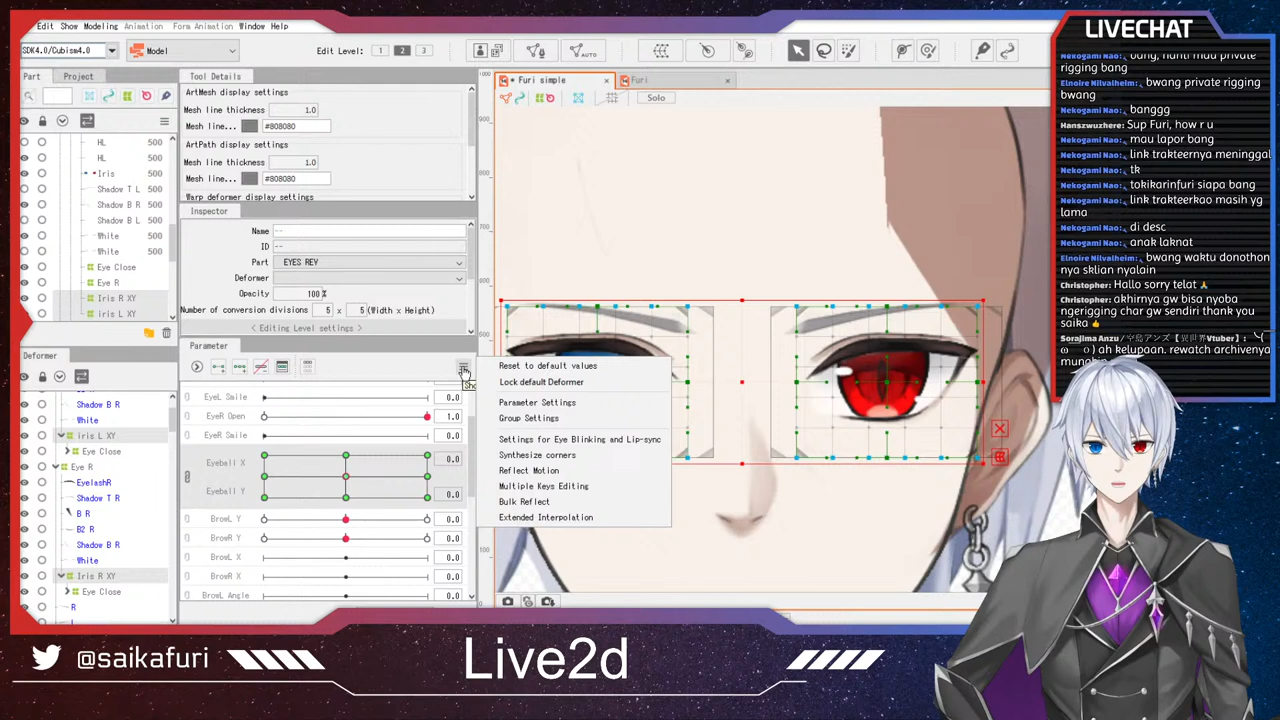 Edit Show Modeling Animation Form Animation Window Help
SDK4.0/Cubism4.0
Model
Edit Level: 1 2 3
AUTO
Part Project
HL 500
HL 500
Iris 500
Shadow T L 500
Shadow B R 500
Shadow B L 500
White 500
White 500
Eye Close
Eye R
Iris R XY
Iris L XY
Deformer
Shadow B R
White
iris L XY
Eye Close
Eye R
EyelashR
Shadow T R
B R
B2 R
Shadow B R
White
Iris R XY
Eye Close
R
Tool Details
ArtMesh display settings
Mesh line thickness 1.0
Mesh line... #808080
ArtPath display settings
Mesh line thickness 1.0
Mesh line... #808080
Warp deformer display settings
Inspector
Name --
ID --
Part EYES REV
Deformer
Opacity 100 %
Number of conversion divisions 5 x 5 (Width x Height)
< Editing Level settings >
Parameter
EyeL Smile 0.0
EyeR Open 1.0
EyeR Smile 0.0
Eyeball X 0.0
Eyeball Y 0.0
BrowL Y 0.0
BrowR Y 0.0
BrowL X 0.0
BrowR X 0.0
BrowL Angle 0.0
* Furi simple
Furi
Solo
Reset to default values
Lock default Deformer
Parameter Settings
Group Settings
Settings for Eye Blinking and Lip-sync
Synthesize corners
Reflect Motion
Multiple Keys Editing
Bulk Reflect
Extended Interpolation
LIVECHAT
Nekogami Nao: bang, nanti mau private
rigging bang
Elnoire Nilvalheim: bwang private rigging
bwang
Nekogami Nao: banggg
Hanszwuzhere: Sup Furi, how r u
Nekogami Nao: mau lapor bang
Nekogami Nao: link trakteernya meninggal
Nekogami Nao: tk
Nekogami Nao: tokikarinfuri siapa bang
Nekogami Nao: link trakteerkao masih yg
lama
Nekogami Nao: di desc
Nekogami Nao: anak laknat
Elnoire Nilvalheim: bwang waktu donothon
nya sklian nyalain
Christopher: Hallo sorry telat 🙏
Christopher: akhirnya gw bisa nyoba
ngerigging char gw sendiri thank you
saika 👍
Sorajima Anzu
ah kelupaan. rewatch archivenya
@saikafuri
Live2d